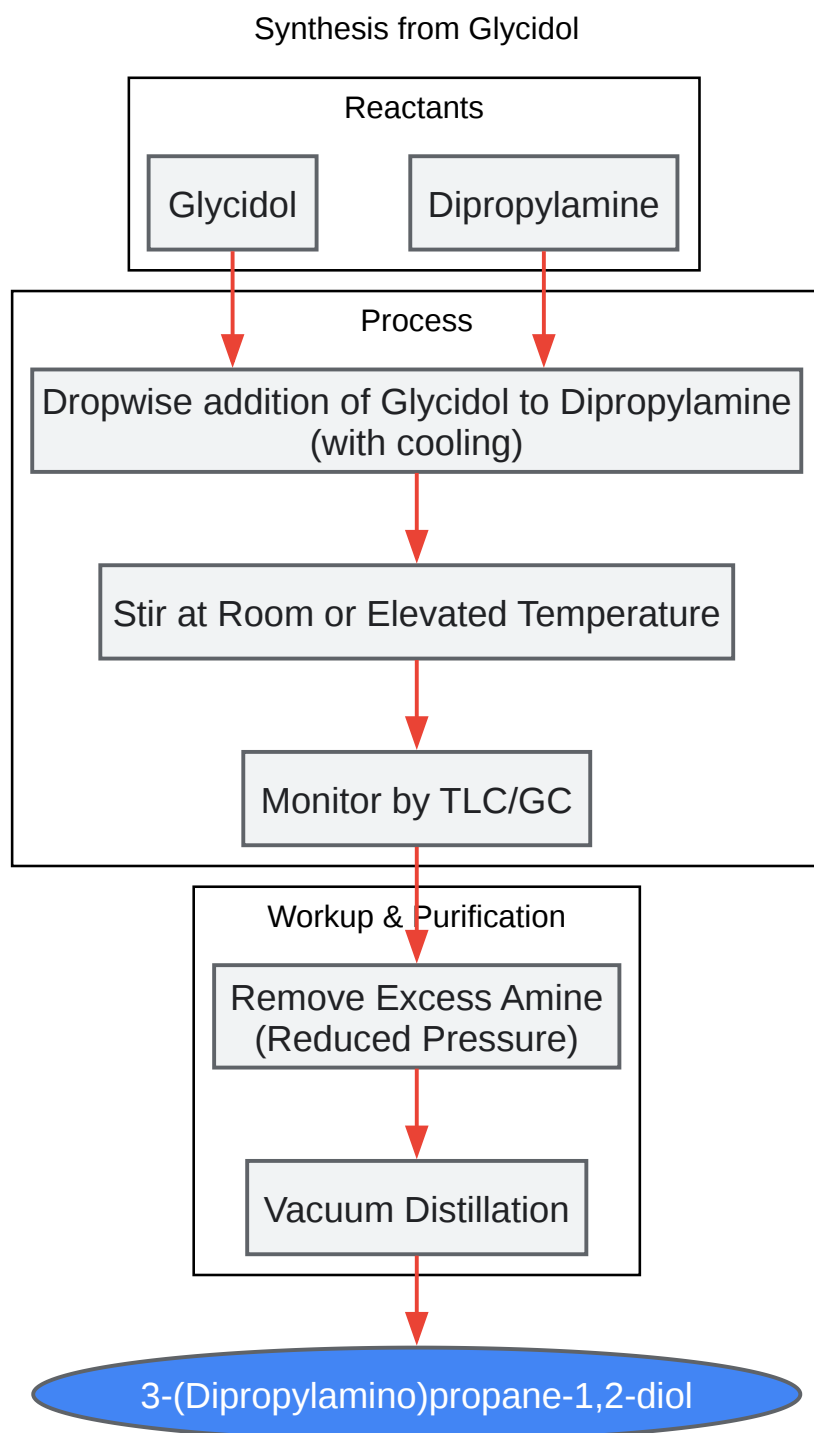 Synthesis from Glycidol
Reactants
Glycidol
Dipropylamine
Process
Dropwise addition of Glycidol to Dipropylamine
(with cooling)
Stir at Room or Elevated Temperature
Monitor by TLC/GC
Workup & Purification
Remove Excess Amine
(Reduced Pressure)
Vacuum Distillation
3-(Dipropylamino)propane-1,2-diol